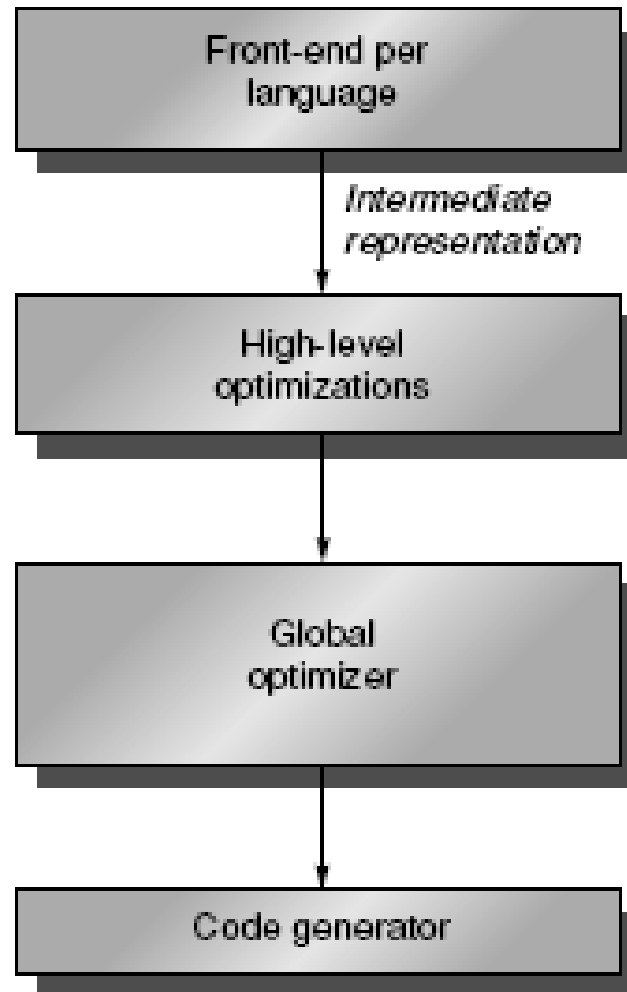 Front-end per
language
Intermediate
representation
High-level
optimizations
Global
optimizer
Code generator